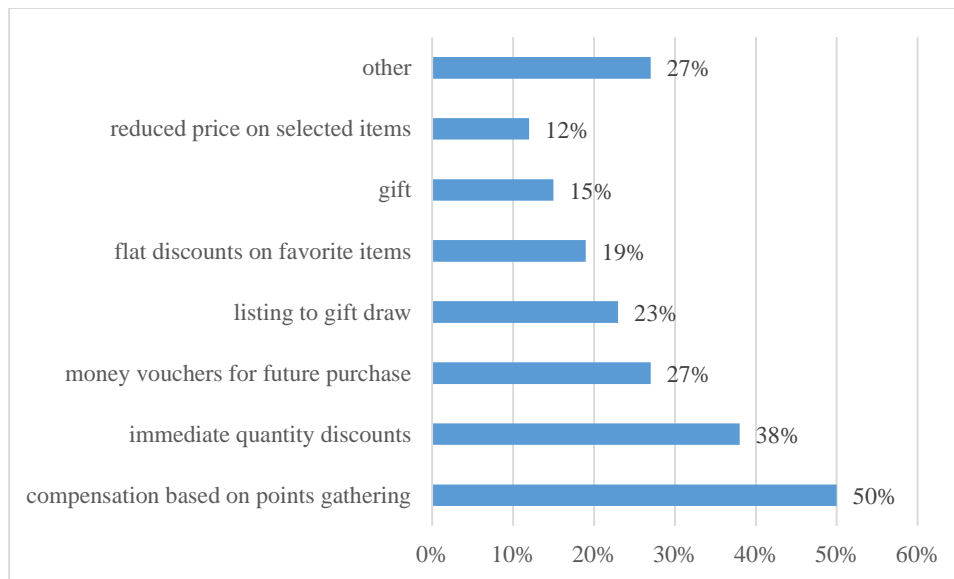 other 27%
reduced price on selected items 12%
gift 15%
flat discounts on favorite items 19%
listing to gift draw 23%
money vouchers for future purchase 27%
immediate quantity discounts 38%
compensation based on points gathering 50%
0% 10% 20% 30% 40% 50% 60%